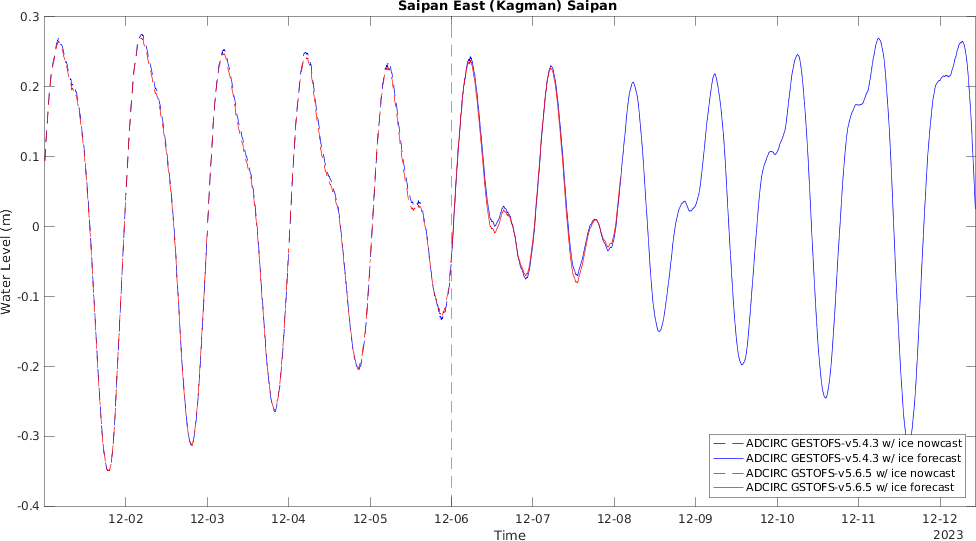 Saipan East (Kagman) Saipan
0.3
0.2
0.1
0
-0.1
-0.2
-0.3
-0.4
Water Level (m)
ADCIRC GESTOFS-v5.4.3 w/ ice nowcast
ADCIRC GESTOFS-v5.4.3 w/ ice forecast
ADCIRC GSTOFS-v5.6.5 w/ ice nowcast
ADCIRC GSTOFS-v5.6.5 w/ ice forecast
12-02 12-03 12-04 12-05 12-06 12-07 12-08 12-09 12-10 12-11 12-12
Time
2023